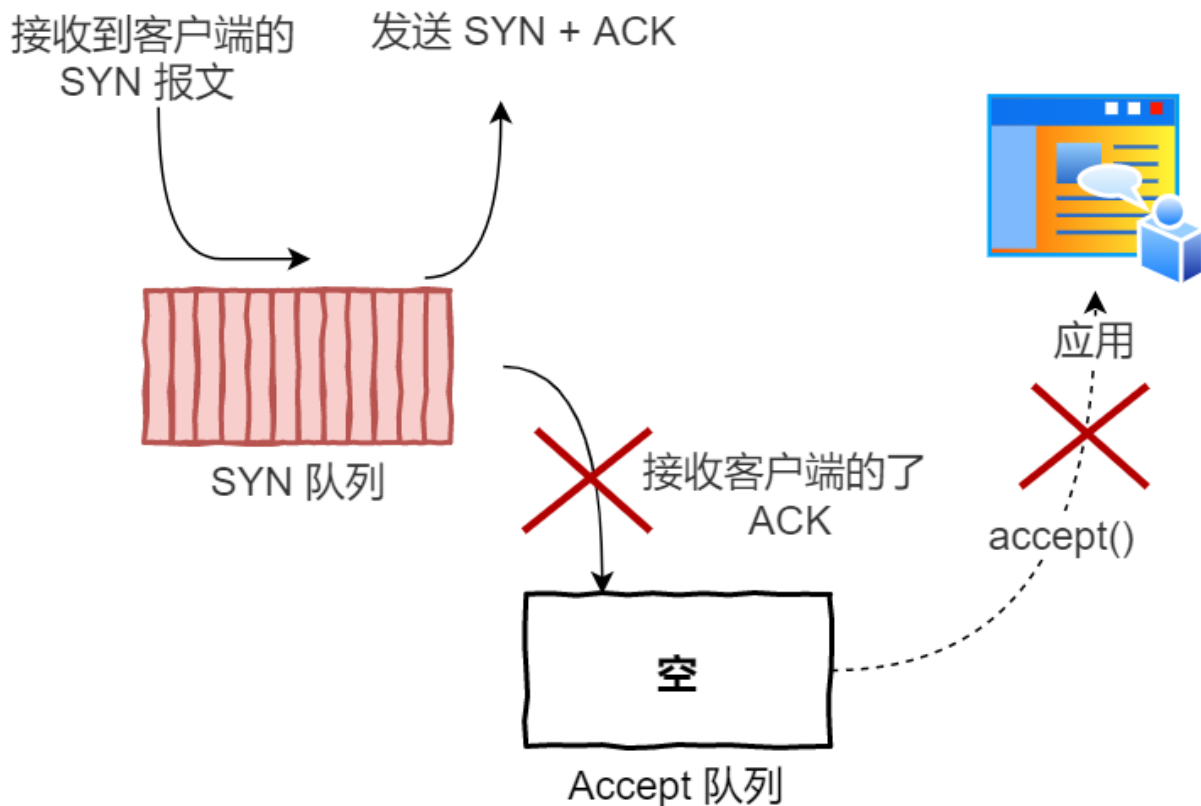 接收到客户端的
SYN 报文
发送 SYN + ACK
应用
SYN 队列
接收客户端的了
ACK
accept()
空
Accept 队列